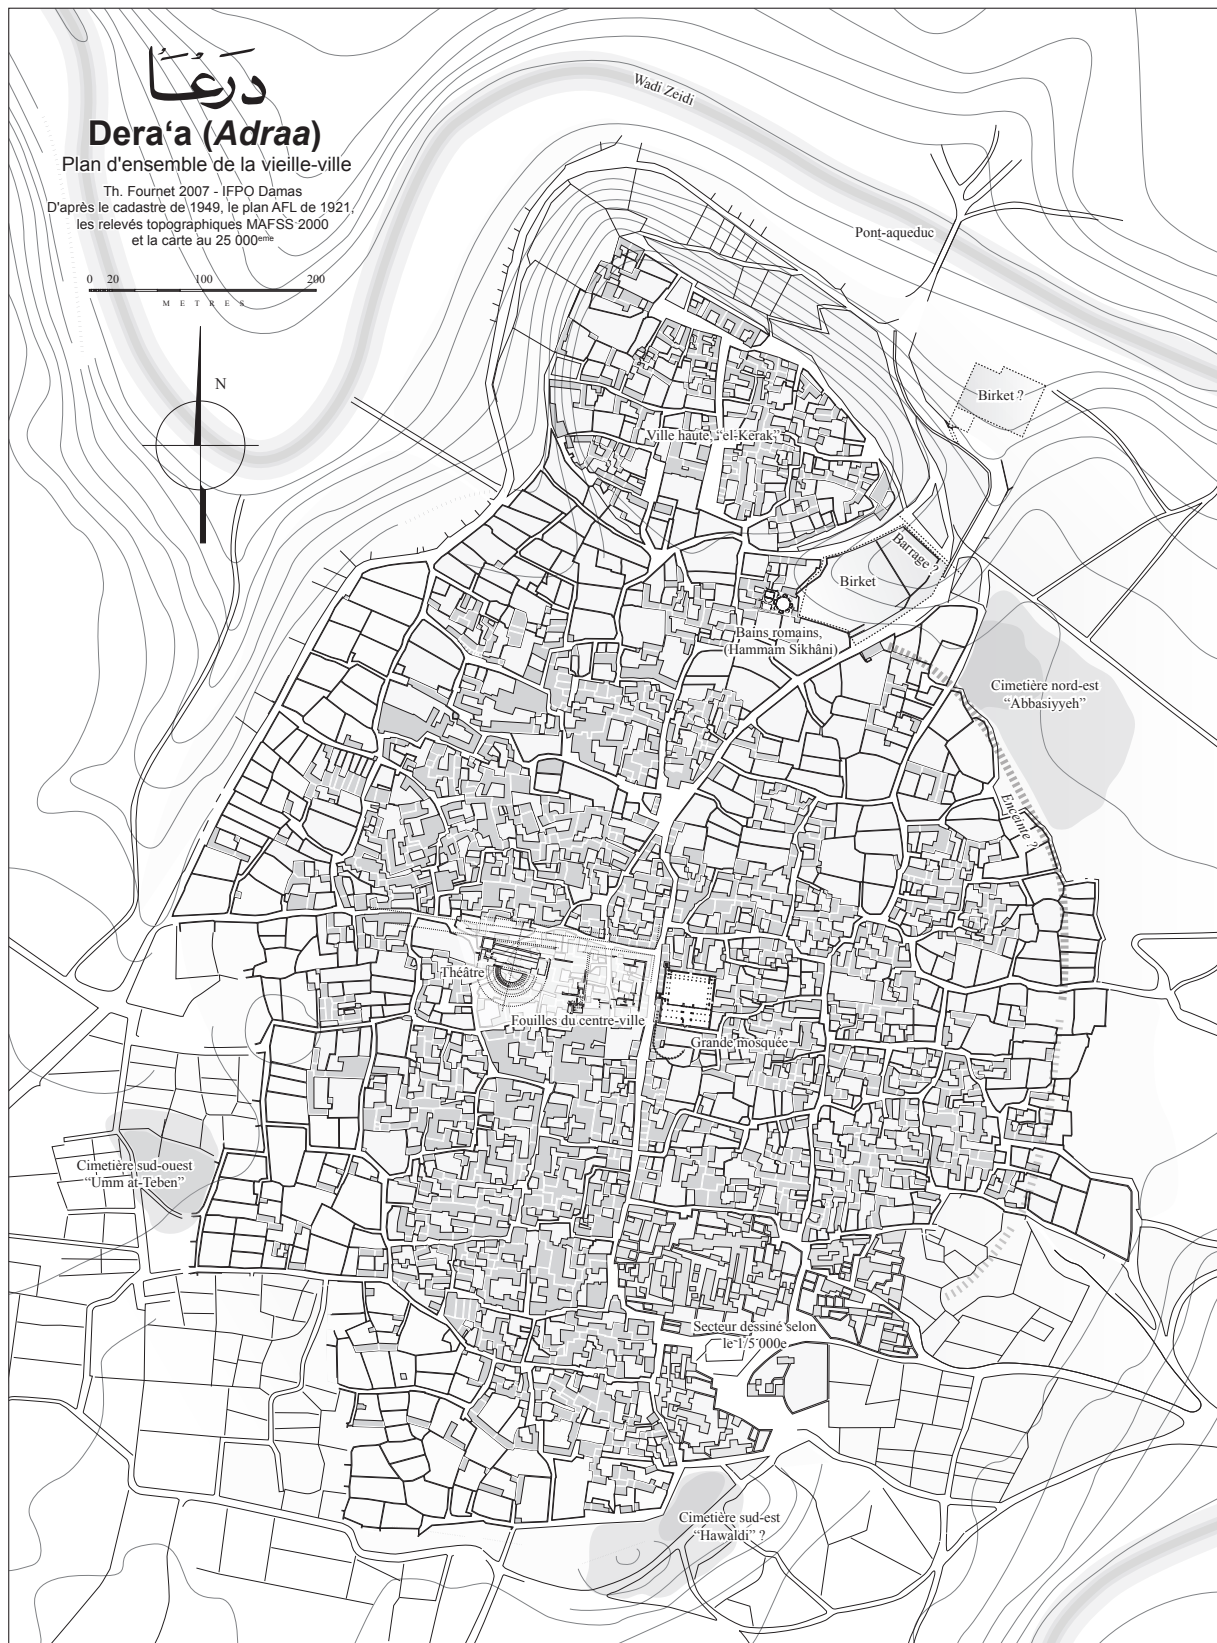 دَرَعَـــأ
Dera‘a (Adraa)
Plan d'ensemble de la vieille-ville
Th. Fournet 2007 - IFPO Damas
D'après le cadastre de 1949, le plan AFL de 1921,
les relevés topographiques MAFSS 2000
et la carte au 25 000eme
0 20 100 200
METRES
N
Wadi Zeidi
Pont-aqueduc
Birket ?
Ville haute, “el-Kerak”
Barrage ?
Birket
Bains romains,
(Hammam Sikhâni)
Cimetière nord-est
“Abbasiyyeh”
Enceinte ?
Théâtre
Fouilles du centre-ville
Grande mosquée
Cimetière sud-ouest
“Umm at-Teben”
Secteur dessiné selon
le 1/5 000e
Cimetière sud-est
“Hawaldi” ?